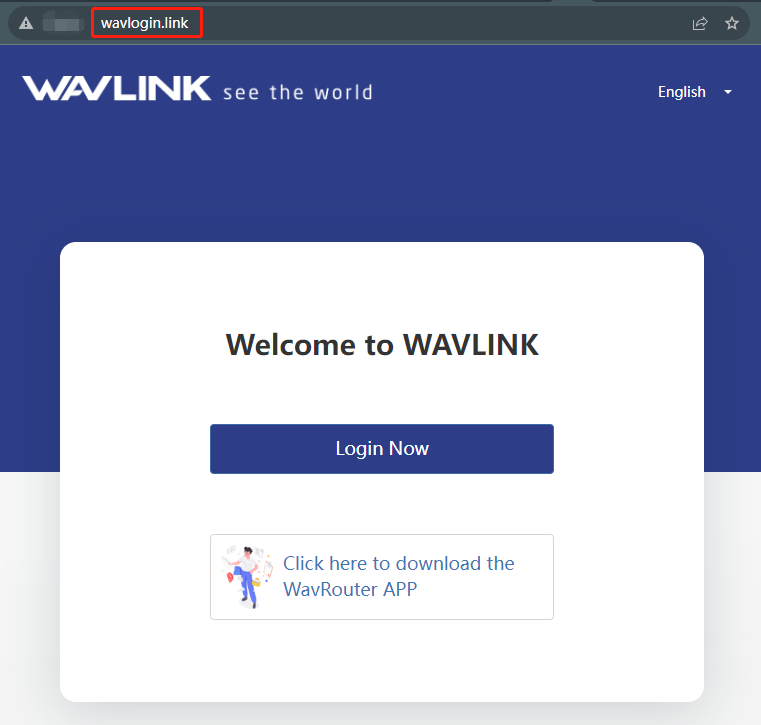 wavlogin.link
WAVLINK see the world
English
Welcome to WAVLINK
Login Now
Click here to download the
WavRouter APP